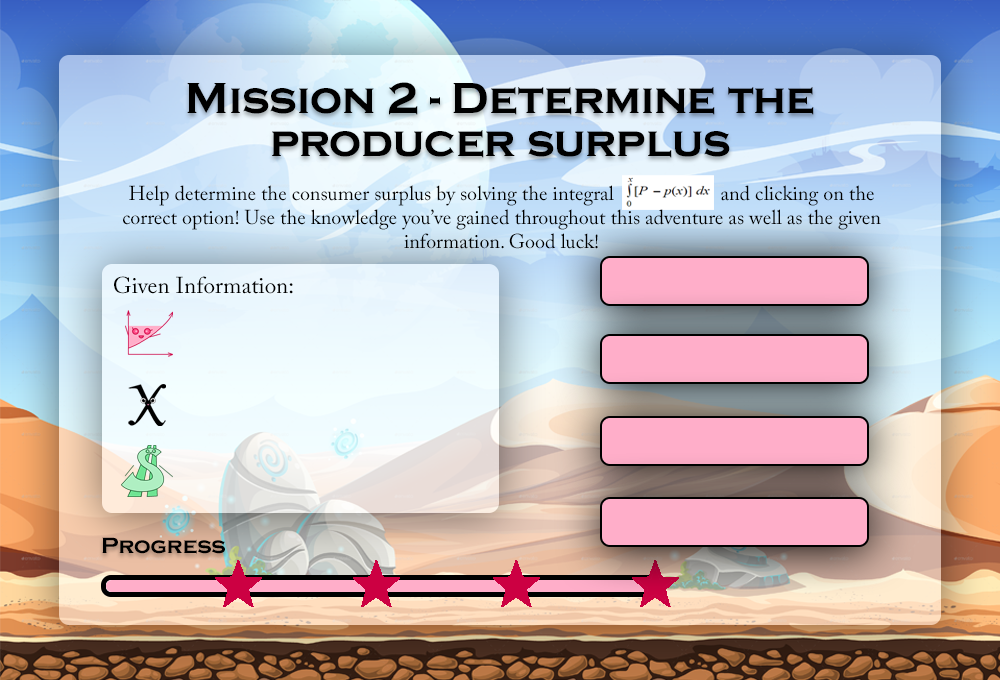 Mission 2 - Determine the
producer surplus
Help determine the consumer surplus by solving the integral ∫₀ˣ [P − p(x)] dx and clicking on the
correct option! Use the knowledge you’ve gained throughout this adventure as well as the given
information. Good luck!
Given Information:
X
$
Progress